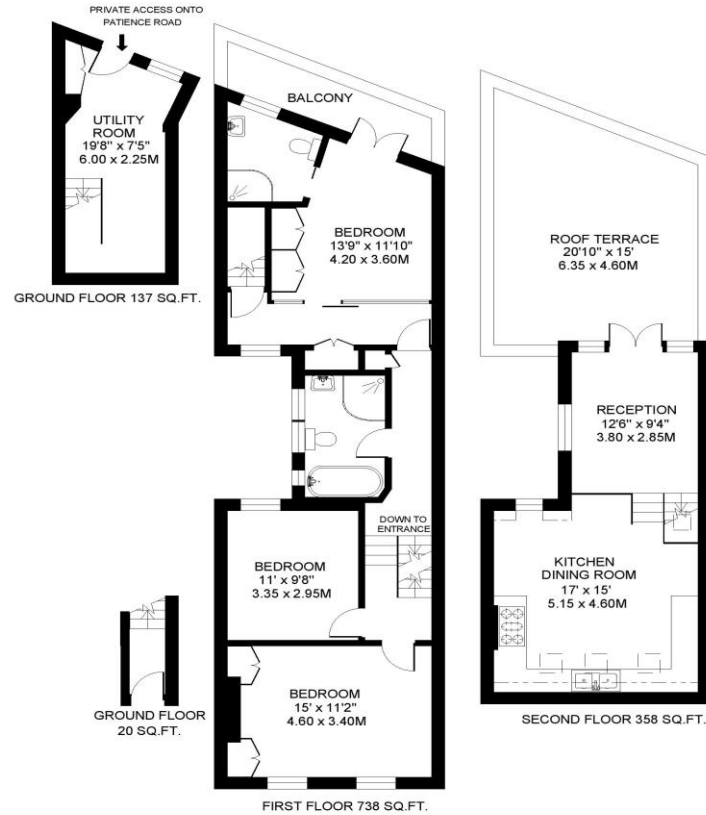 PRIVATE ACCESS ONTO
PATIENCE ROAD
UTILITY
ROOM
19'8" x 7'5"
6.00 x 2.25M
GROUND FLOOR 137 SQ.FT.
BALCONY
BEDROOM
13'9" x 11'10"
4.20 x 3.60M
DOWN TO
ENTRANCE
BEDROOM
11' x 9'8"
3.35 x 2.95M
BEDROOM
15' x 11'2"
4.60 x 3.40M
FIRST FLOOR 738 SQ.FT.
GROUND FLOOR
20 SQ.FT.
ROOF TERRACE
20'10" x 15'
6.35 x 4.60M
RECEPTION
12'6" x 9'4"
3.80 x 2.85M
KITCHEN
DINING ROOM
17' x 15'
5.15 x 4.60M
SECOND FLOOR 358 SQ.FT.